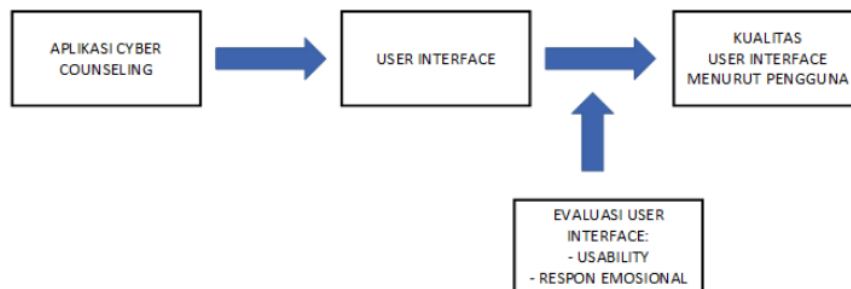 APLIKASI CYBER
COUNSELING
USER INTERFACE
KUALITAS
USER INTERFACE
MENURUT PENGGUNA
EVALUASI USER
INTERFACE:
- USABILITY
- RESPON EMOSIONAL